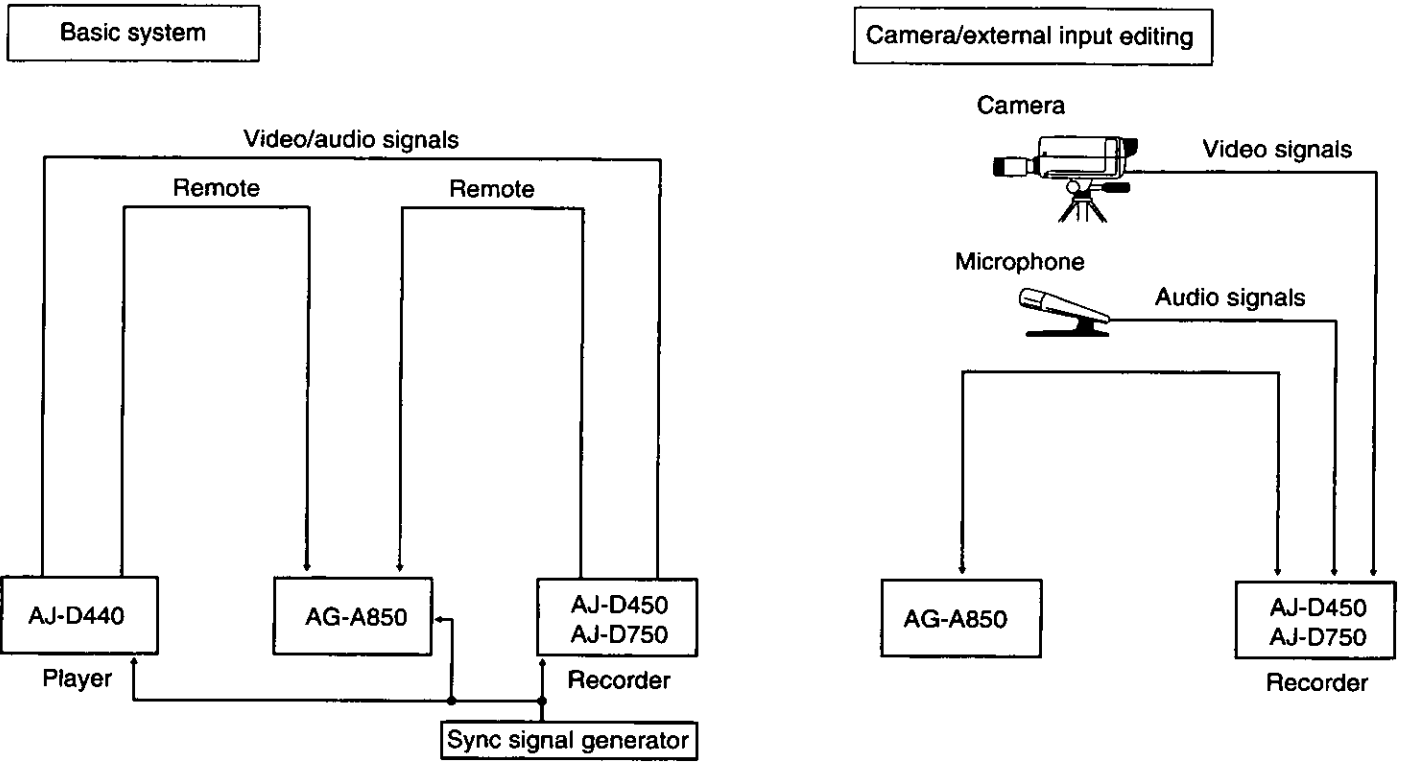 Basic system
Video/audio signals
Remote
Remote
AJ-D440
AG-A850
AJ-D450
AJ-D750
Player
Recorder
Sync signal generator
Camera/external input editing
Camera
Video signals
Microphone
Audio signals
AG-A850
AJ-D450
AJ-D750
Recorder